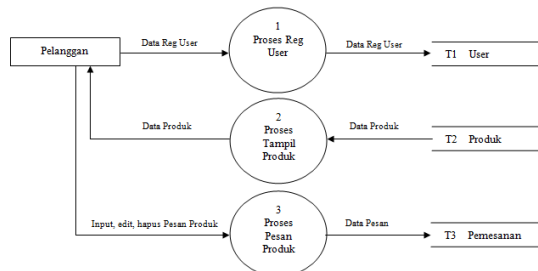 1
Proses Reg
User
Pelanggan
Data Reg User
Data Reg User
T1 User
2
Proses
Tampil
Produk
Data Produk
Data Produk
T2 Produk
3
Proses
Pesan
Produk
Input, edit, hapus Pesan Produk
Data Pesan
T3 Pemesanan